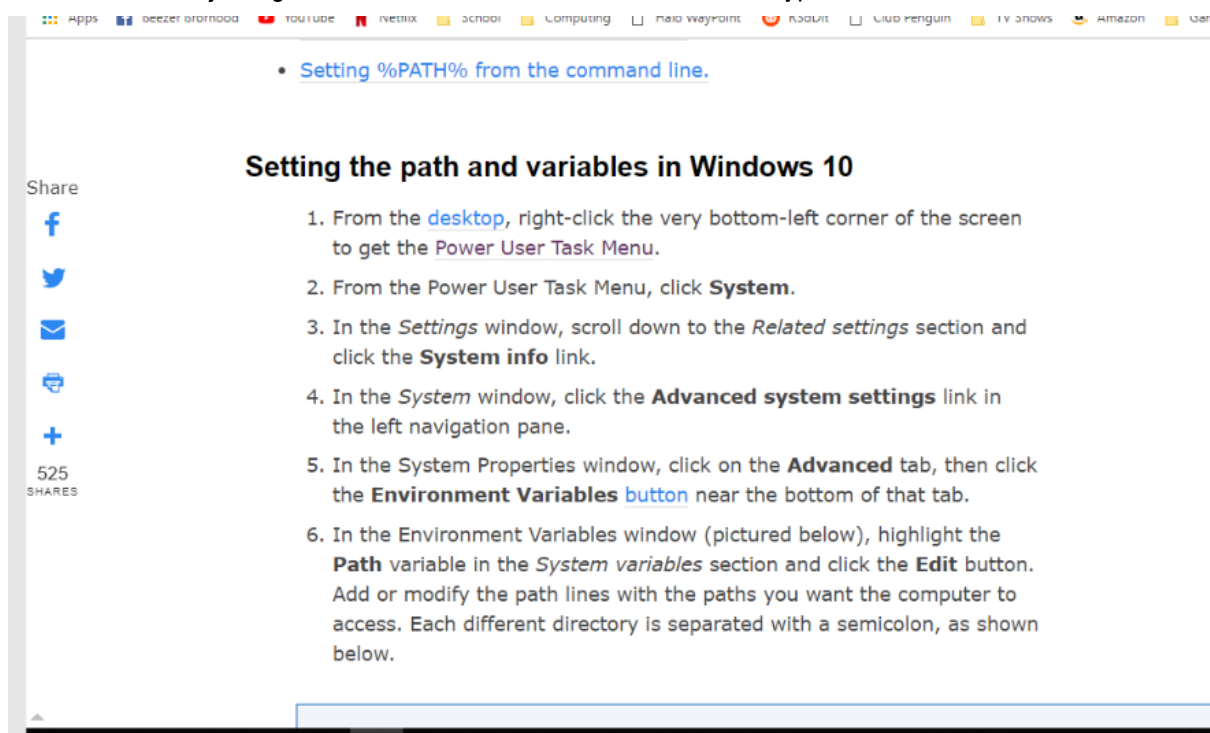 Apps Beezer Brornood YouTube Netflix School Computing Halo Waypoint KSdDit Club Penguin TV Shows Amazon
Setting %PATH% from the command line.
Setting the path and variables in Windows 10
Share
1. From the desktop, right-click the very bottom-left corner of the screen
to get the Power User Task Menu.
2. From the Power User Task Menu, click System.
3. In the Settings window, scroll down to the Related settings section and
click the System info link.
4. In the System window, click the Advanced system settings link in
the left navigation pane.
5. In the System Properties window, click on the Advanced tab, then click
the Environment Variables button near the bottom of that tab.
525
SHARES
6. In the Environment Variables window (pictured below), highlight the
Path variable in the System variables section and click the Edit button.
Add or modify the path lines with the paths you want the computer to
access. Each different directory is separated with a semicolon, as shown
below.